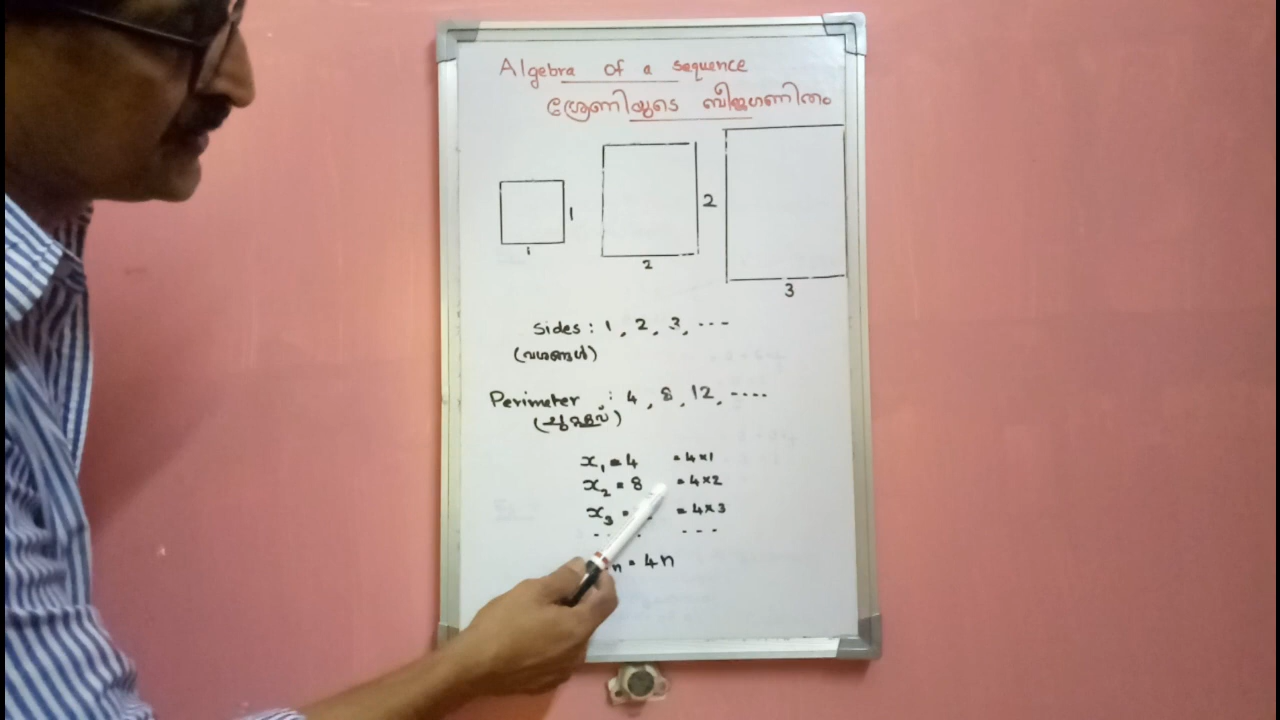 Algebra of a sequence
ശ്രേണിയുടെ ബീജഗണിതം
1
1
2
2
3
Sides : 1, 2, 3, ...
(വശങ്ങൾ)
Perimeter : 4, 8, 12, ....
(ചുറ്റളവ്)
x₁ = 4 = 4×1
x₂ = 8 = 4×2
x₃ = = 4×3
... ...
n = 4n